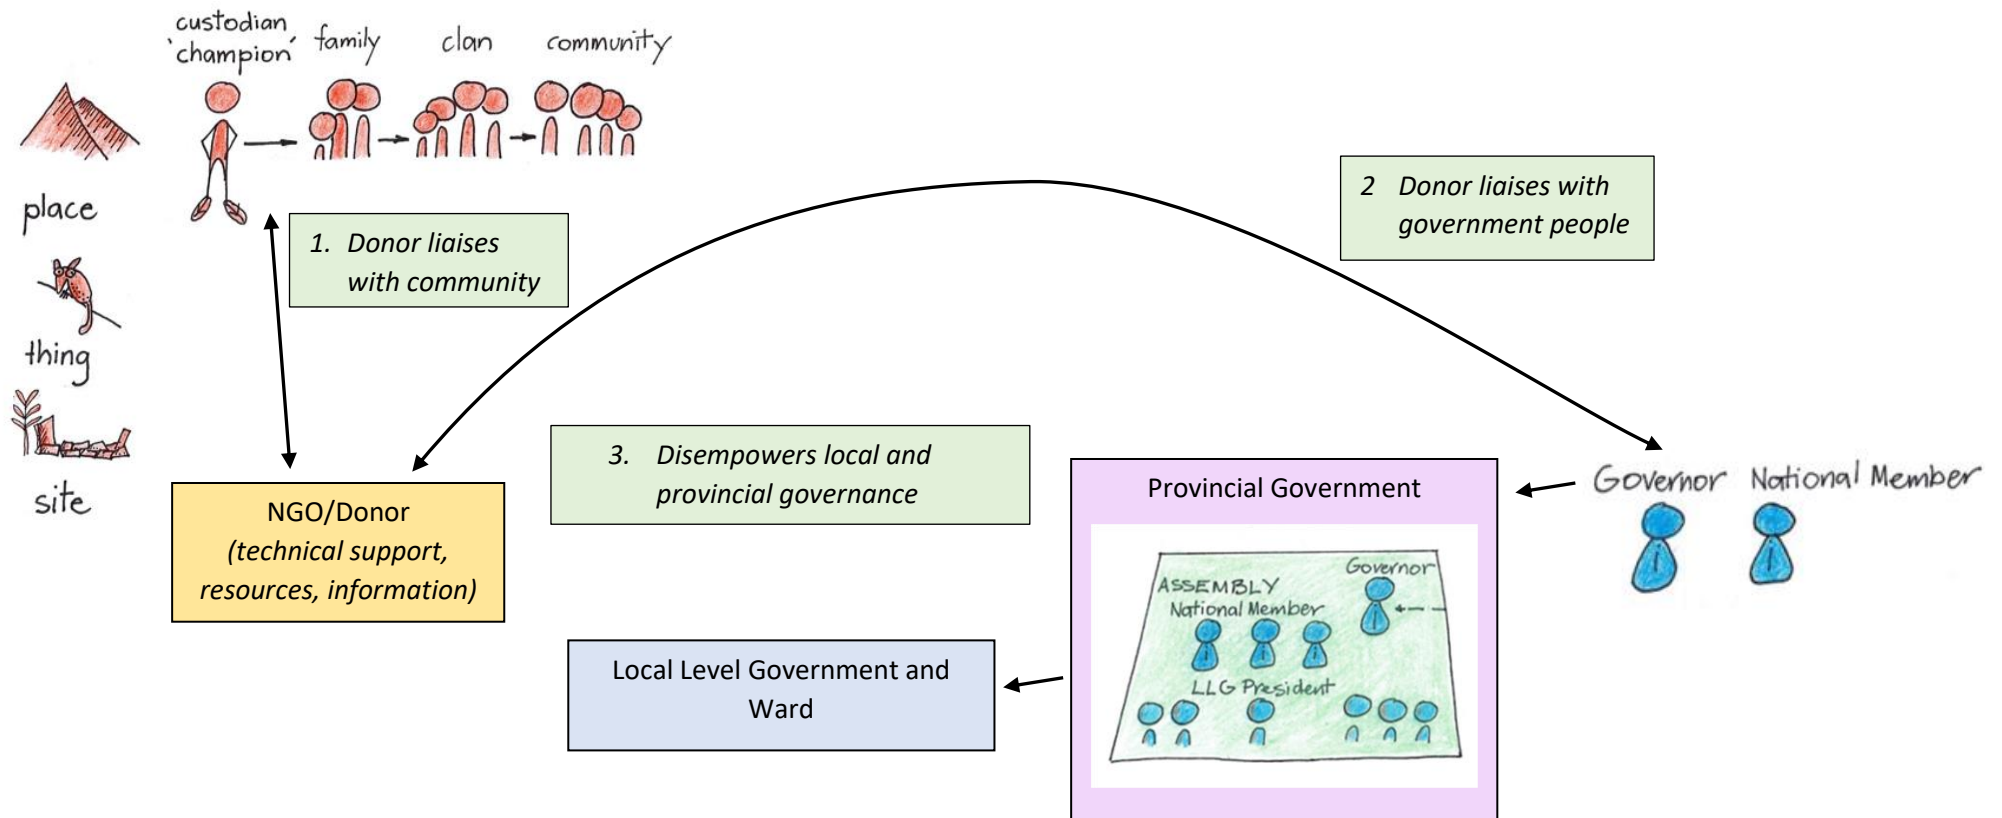 custodian
'champion'
family
clan
community
place
thing
site
1. Donor liaises
with community
2 Donor liaises with
government people
3. Disempowers local and
provincial governance
NGO/Donor
(technical support,
resources, information)
Provincial Government
Governor National Member
ASSEMBLY
Governor
National Member
LLG President
Local Level Government and
Ward